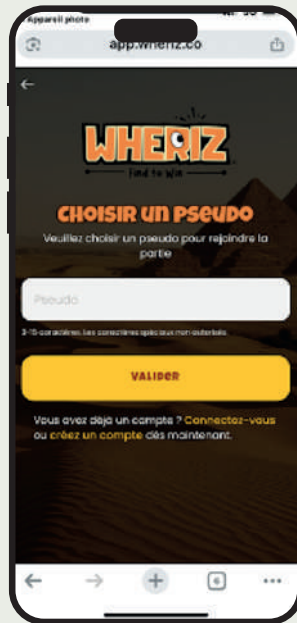 Appareil photo
app.wheriz.co
WHERIZ
Find to Win
CHOISIR un PSEUDO
Veuillez choisir un pseudo pour rejoindre la
partie
Pseudo
3-15 caractères. Les caractères spéciaux non autorisés.
VALIDER
Vous avez déjà un compte ? Connectez-vous
ou créez un compte dès maintenant.